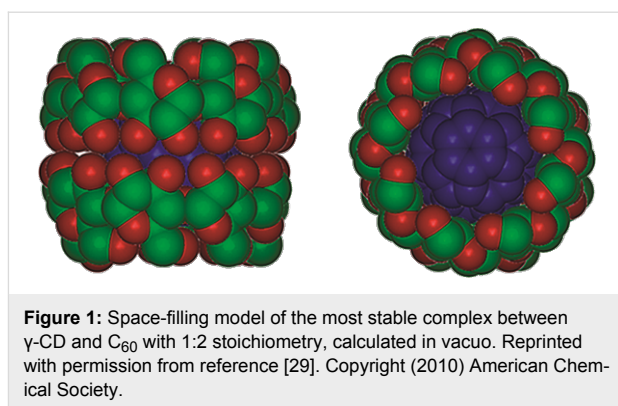 Figure 1: Space-filling model of the most stable complex between
γ-CD and C60 with 1:2 stoichiometry, calculated in vacuo. Reprinted
with permission from reference [29]. Copyright (2010) American Chem-
ical Society.